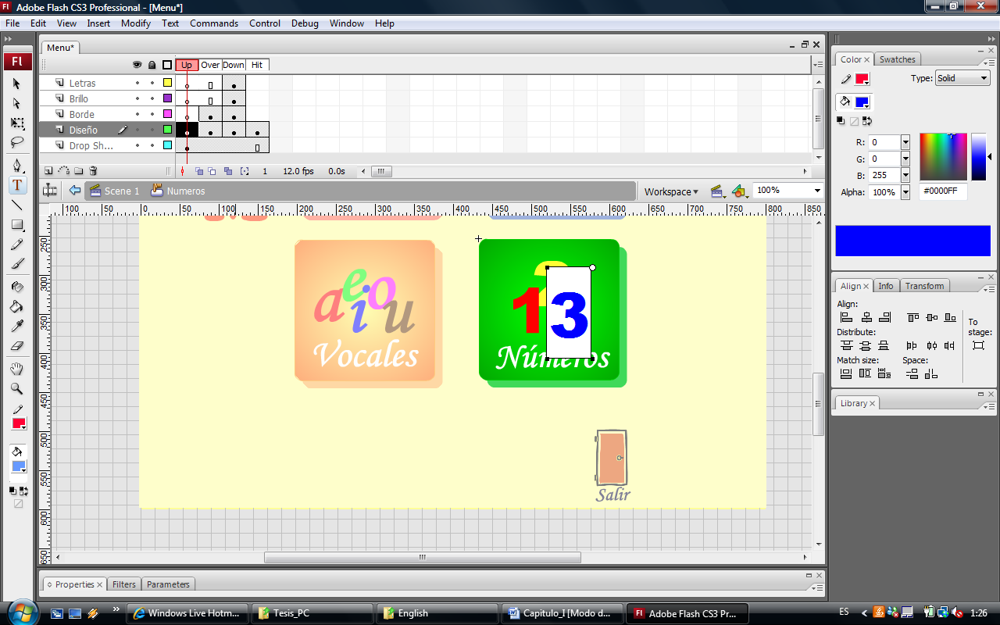 Adobe Flash CS3 Professional - [Menu*]
File Edit View Insert Modify Text Commands Control Debug Window Help
Menu*
Up Over Down Hit
Letras
Brillo
Borde
Diseño
Drop Sh...
1 12.0 fps 0.0s
Scene 1 Numeros Workspace 100%
100 50 0 50 100 150 200 250 300 350 400 450 500 550 600 650 700 750 800 850
250
300
350
400
450
500
550
600
650
a e i o u
Vocales
1 2 3
Números
Salir
Fl
T
Color Swatches
Type: Solid
R: 0
G: 0
B: 255
Alpha: 100% #0000FF
Align Info Transform
Align:
Distribute:
Match size: Space:
To stage:
Library
Properties Filters Parameters
Windows Live Hotm... Tesis_PC English Capitulo_I [Modo d... Adobe Flash CS3 Pr... ES 1:26